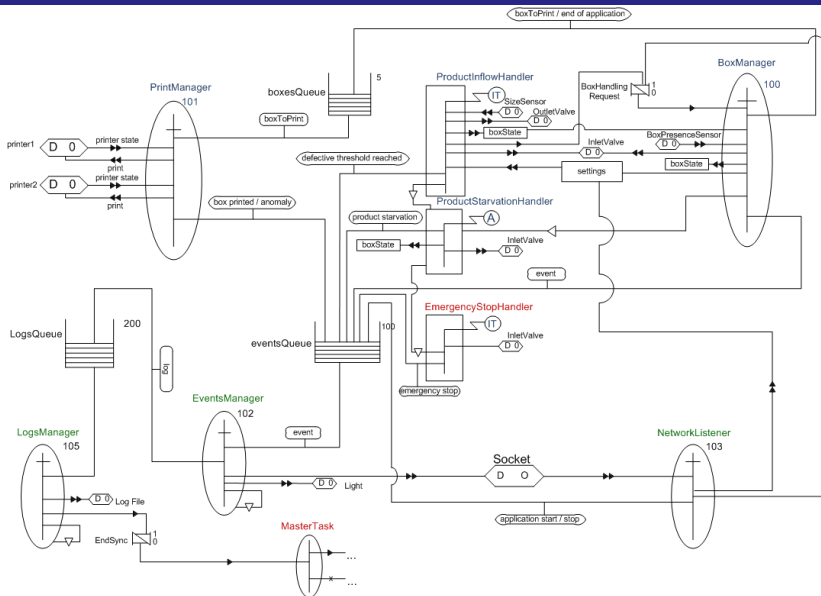 boxToPrint / end of application
PrintManager
101
boxesQueue
5
ProductInflowHandler
IT
SizeSensor
D 0
OutletValve
D 0
boxState
BoxHandling
Request
1
0
BoxManager
100
boxToPrint
printer1
D 0
printer state
print
printer2
D 0
printer state
print
InletValve
D 0
BoxPresenceSensor
D 0
boxState
settings
defective threshold reached
box printed / anomaly
ProductStarvationHandler
product starvation
A
boxState
InletValve
D 0
event
LogsQueue
200
log
eventsQueue
100
EmergencyStopHandler
IT
InletValve
D 0
emergency stop
EventsManager
102
event
LogsManager
105
D 0
Log File
EndSync
1
0
D 0
Light
Socket
D O
NetworkListener
103
application start / stop
MasterTask
...
...